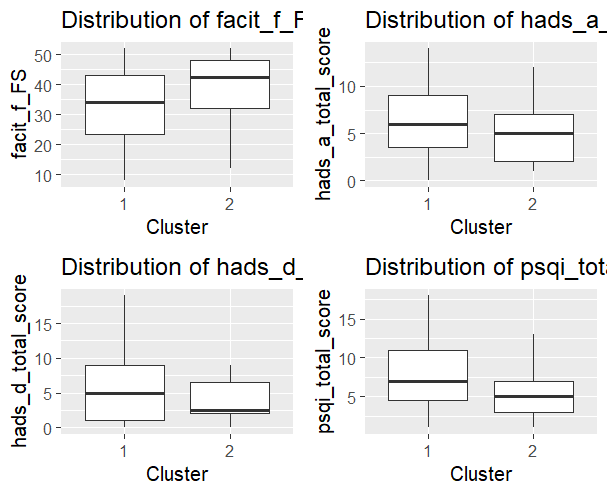 Distribution of facit_f_F
facit_f_FS
50
40
30
20
10
1 2
Cluster
Distribution of hads_a_
hads_a_total_score
10
5
0
1 2
Cluster
Distribution of hads_d_
hads_d_total_score
15
10
5
0
1 2
Cluster
Distribution of psqi_tota
psqi_total_score
15
10
5
1 2
Cluster